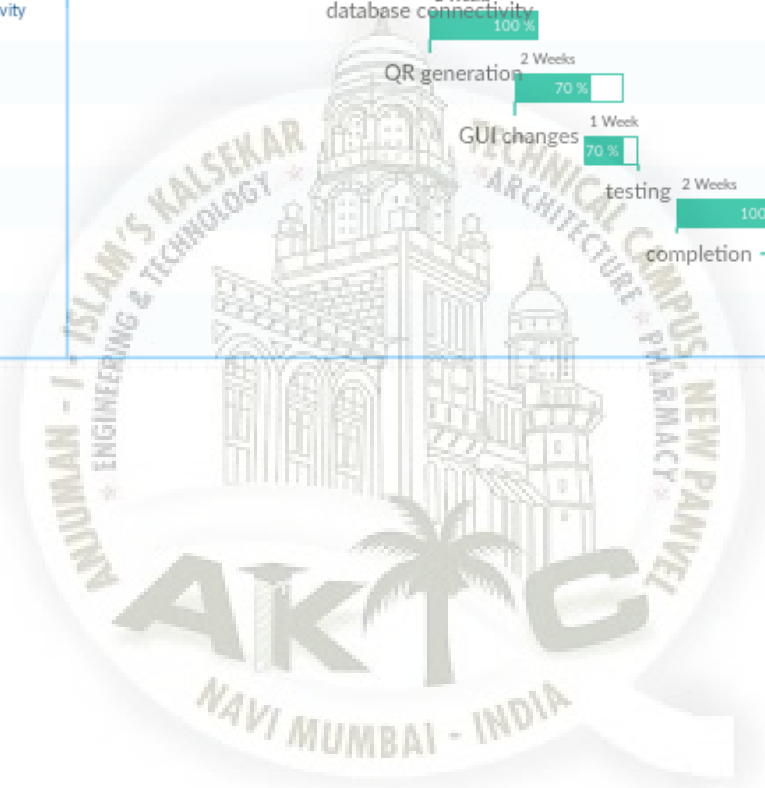 vity
database connectivity
100 %
2 Weeks
QR generation
70 %
1 Week
GUI changes
70 %
2 Weeks
testing
100
completion
ANJUMAN - I - ISLAM'S KALSEKAR TECHNICAL CAMPUS, NEW PANVEL
ENGINEERING & TECHNOLOGY ARCHITECTURE PHARMACY
AKTC
NAVI MUMBAI - INDIA